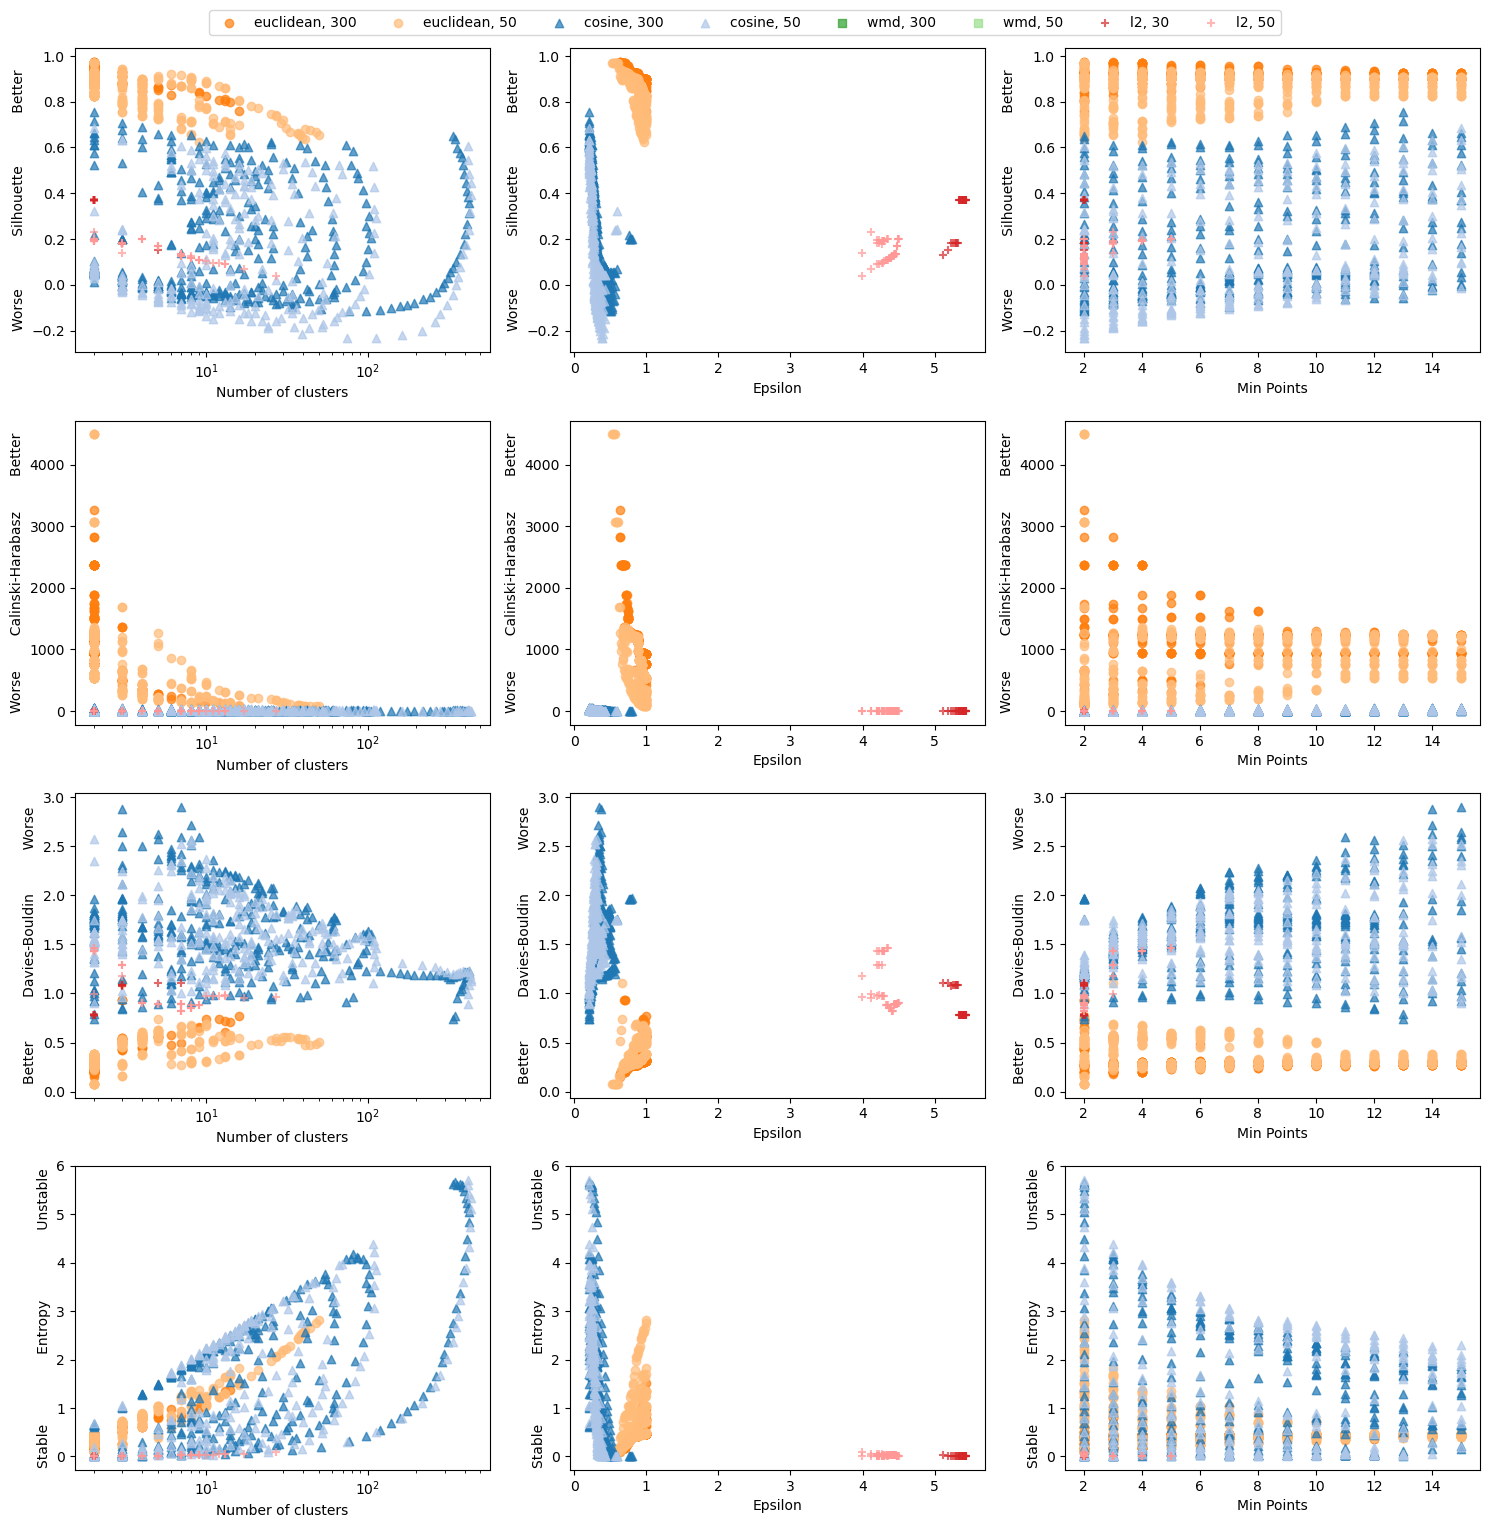 euclidean, 300 euclidean, 50 cosine, 300 cosine, 50 wmd, 300 wmd, 50 l2, 30 l2, 50
Worse Silhouette Better
1.0
0.8
0.6
0.4
0.2
0.0
−0.2
10¹ 10²
Number of clusters
Worse Silhouette Better
1.0
0.8
0.6
0.4
0.2
0.0
−0.2
0 1 2 3 4 5
Epsilon
Worse Silhouette Better
1.0
0.8
0.6
0.4
0.2
0.0
−0.2
2 4 6 8 10 12 14
Min Points
Worse Calinski-Harabasz Better
4000
3000
2000
1000
0
10¹ 10²
Number of clusters
Worse Calinski-Harabasz Better
4000
3000
2000
1000
0
0 1 2 3 4 5
Epsilon
Worse Calinski-Harabasz Better
4000
3000
2000
1000
0
2 4 6 8 10 12 14
Min Points
Better Davies-Bouldin Worse
3.0
2.5
2.0
1.5
1.0
0.5
0.0
10¹ 10²
Number of clusters
Better Davies-Bouldin Worse
3.0
2.5
2.0
1.5
1.0
0.5
0.0
0 1 2 3 4 5
Epsilon
Better Davies-Bouldin Worse
3.0
2.5
2.0
1.5
1.0
0.5
0.0
2 4 6 8 10 12 14
Min Points
Stable Entropy Unstable
6
5
4
3
2
1
0
10¹ 10²
Number of clusters
Stable Entropy Unstable
6
5
4
3
2
1
0
0 1 2 3 4 5
Epsilon
Stable Entropy Unstable
6
5
4
3
2
1
0
2 4 6 8 10 12 14
Min Points